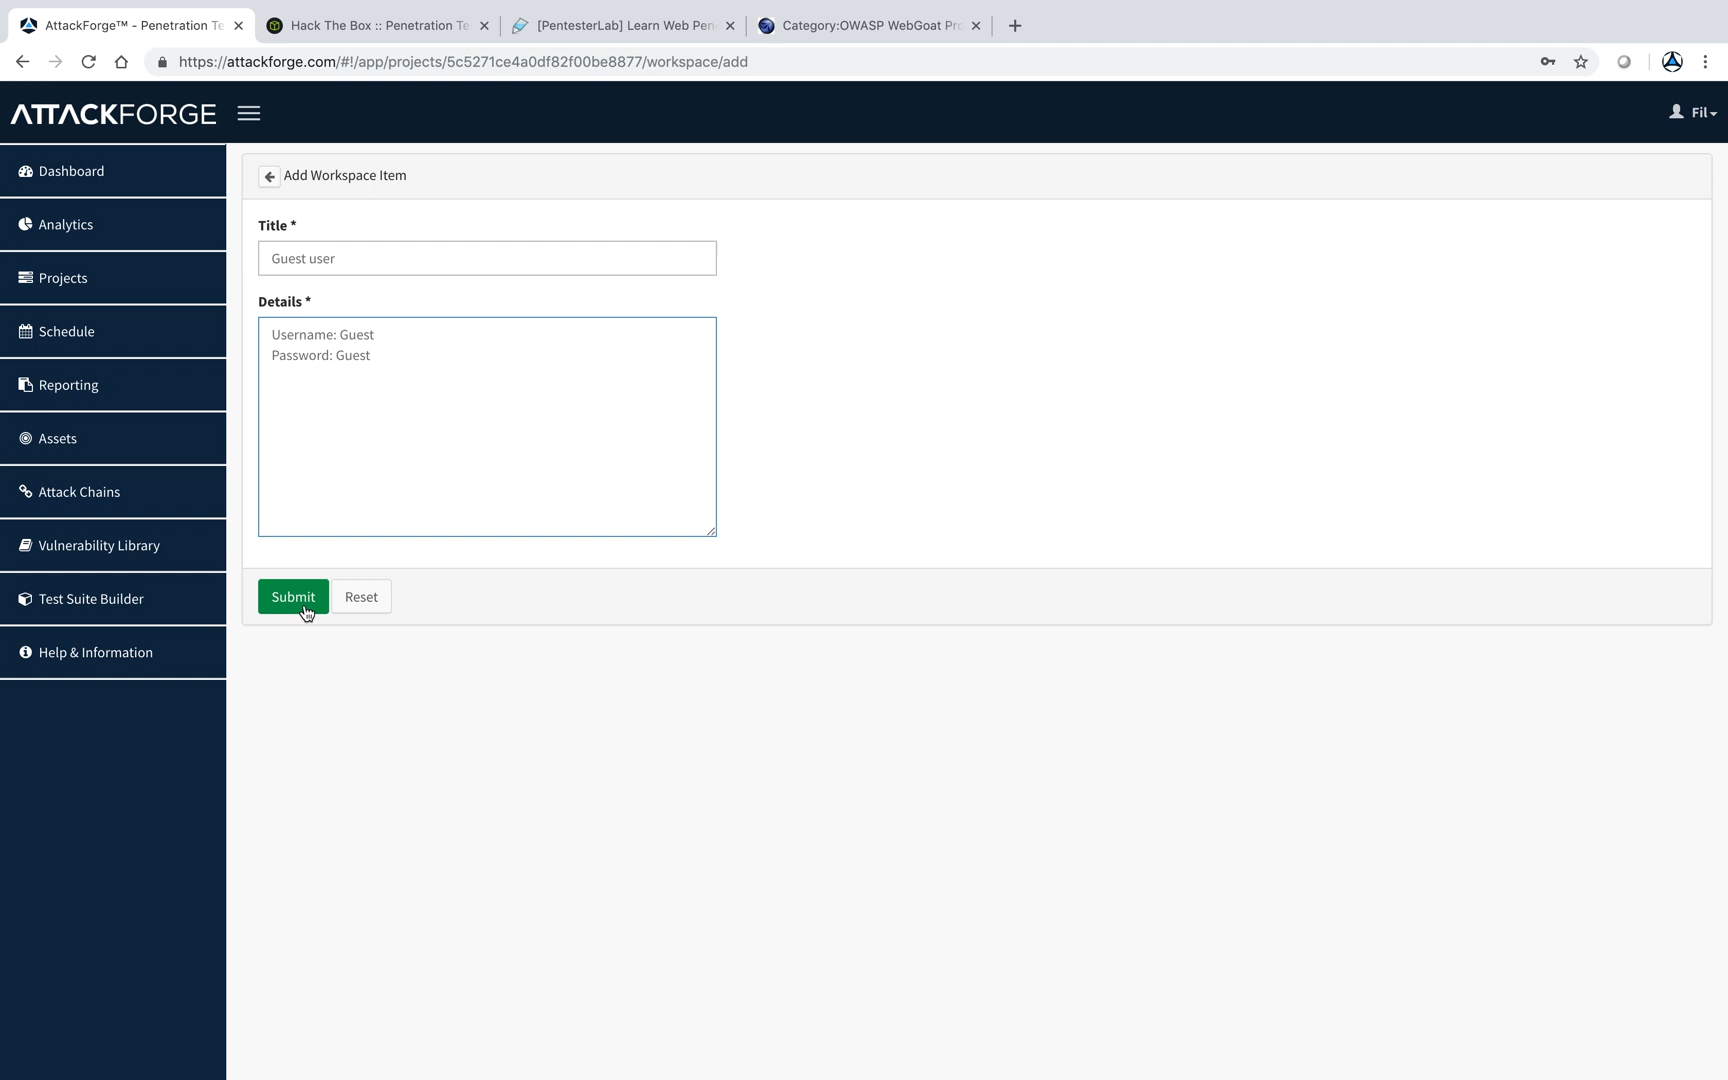 AttackForge™ - Penetration Te
Hack The Box :: Penetration Te
[PentesterLab] Learn Web Pen
Category:OWASP WebGoat Pro
https://attackforge.com/#!/app/projects/5c5271ce4a0df82f00be8877/workspace/add
ATTACKFORGE
Fil
Dashboard
Analytics
Projects
Schedule
Reporting
Assets
Attack Chains
Vulnerability Library
Test Suite Builder
Help & Information
Add Workspace Item
Title *
Guest user
Details *
Username: Guest
Password: Guest
Submit
Reset